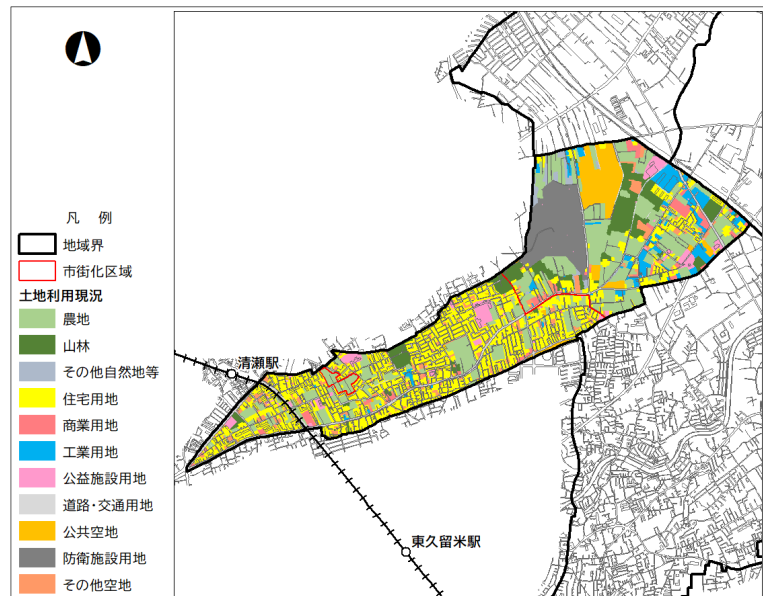 凡 例
地域界
市街化区域
土地利用現況
農地
山林
その他自然地等
住宅用地
商業用地
工業用地
公益施設用地
道路・交通用地
公共空地
防衛施設用地
その他空地
清瀬駅
東久留米駅